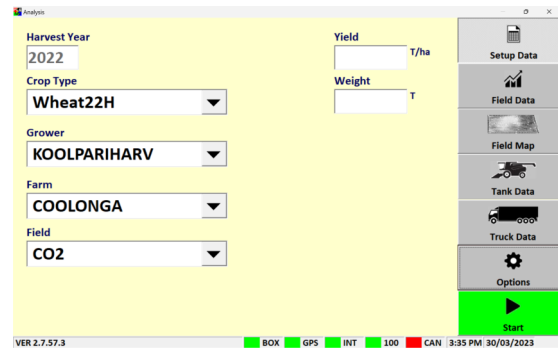 Analysis
Harvest Year
2022
Crop Type
Wheat22H
Grower
KOOLPARIHARV
Farm
COOLONGA
Field
CO2
Yield
T/ha
Weight
T
Setup Data
Field Data
Field Map
Tank Data
Truck Data
Options
Start
VER 2.7.57.3 BOX GPS INT 100 CAN 3:35 PM 30/03/2023